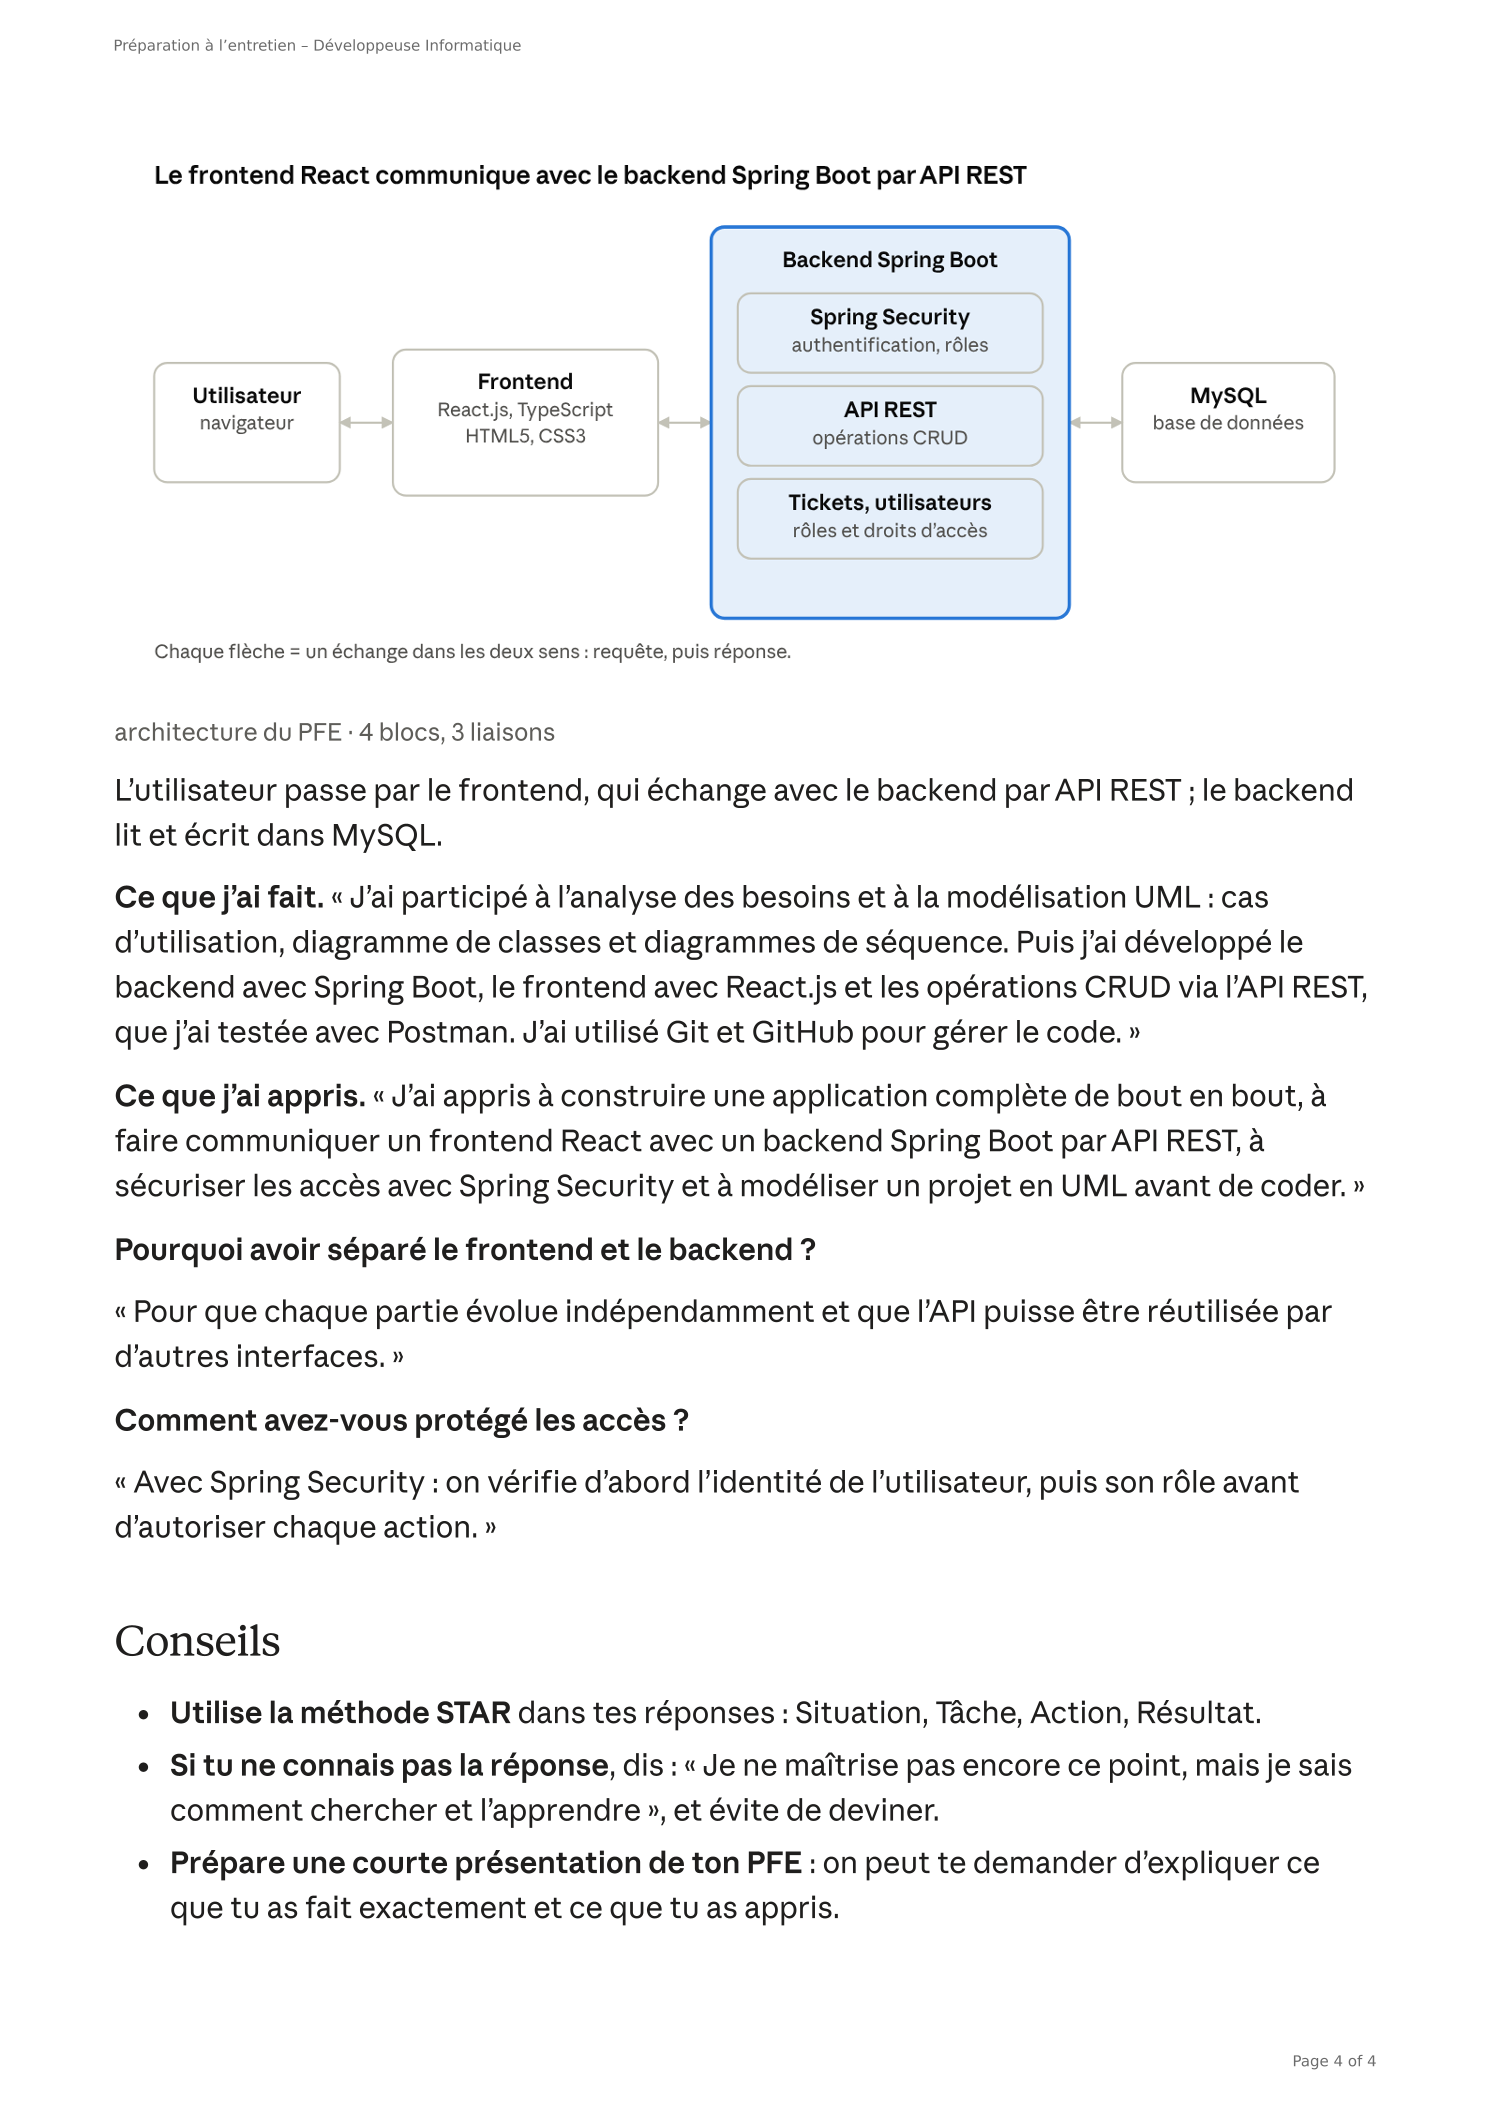 Préparation à l’entretien – Développeuse Informatique
Le frontend React communique avec le backend Spring Boot par API REST
Backend Spring Boot
Spring Security
authentification, rôles
Utilisateur
navigateur
Frontend
React.js, TypeScript
HTML5, CSS3
API REST
opérations CRUD
MySQL
base de données
Tickets, utilisateurs
rôles et droits d’accès
Chaque flèche = un échange dans les deux sens : requête, puis réponse.
architecture du PFE · 4 blocs, 3 liaisons
L’utilisateur passe par le frontend, qui échange avec le backend par API REST ; le backend
lit et écrit dans MySQL.
Ce que j’ai fait. « J’ai participé à l’analyse des besoins et à la modélisation UML : cas
d’utilisation, diagramme de classes et diagrammes de séquence. Puis j’ai développé le
backend avec Spring Boot, le frontend avec React.js et les opérations CRUD via l’API REST,
que j’ai testée avec Postman. J’ai utilisé Git et GitHub pour gérer le code. »
Ce que j’ai appris. « J’ai appris à construire une application complète de bout en bout, à
faire communiquer un frontend React avec un backend Spring Boot par API REST, à
sécuriser les accès avec Spring Security et à modéliser un projet en UML avant de coder. »
Pourquoi avoir séparé le frontend et le backend ?
« Pour que chaque partie évolue indépendamment et que l’API puisse être réutilisée par
d’autres interfaces. »
Comment avez-vous protégé les accès ?
« Avec Spring Security : on vérifie d’abord l’identité de l’utilisateur, puis son rôle avant
d’autoriser chaque action. »
Conseils
• Utilise la méthode STAR dans tes réponses : Situation, Tâche, Action, Résultat.
• Si tu ne connais pas la réponse, dis : « Je ne maîtrise pas encore ce point, mais je sais
comment chercher et l’apprendre », et évite de deviner.
• Prépare une courte présentation de ton PFE : on peut te demander d’expliquer ce
que tu as fait exactement et ce que tu as appris.
Page 4 of 4